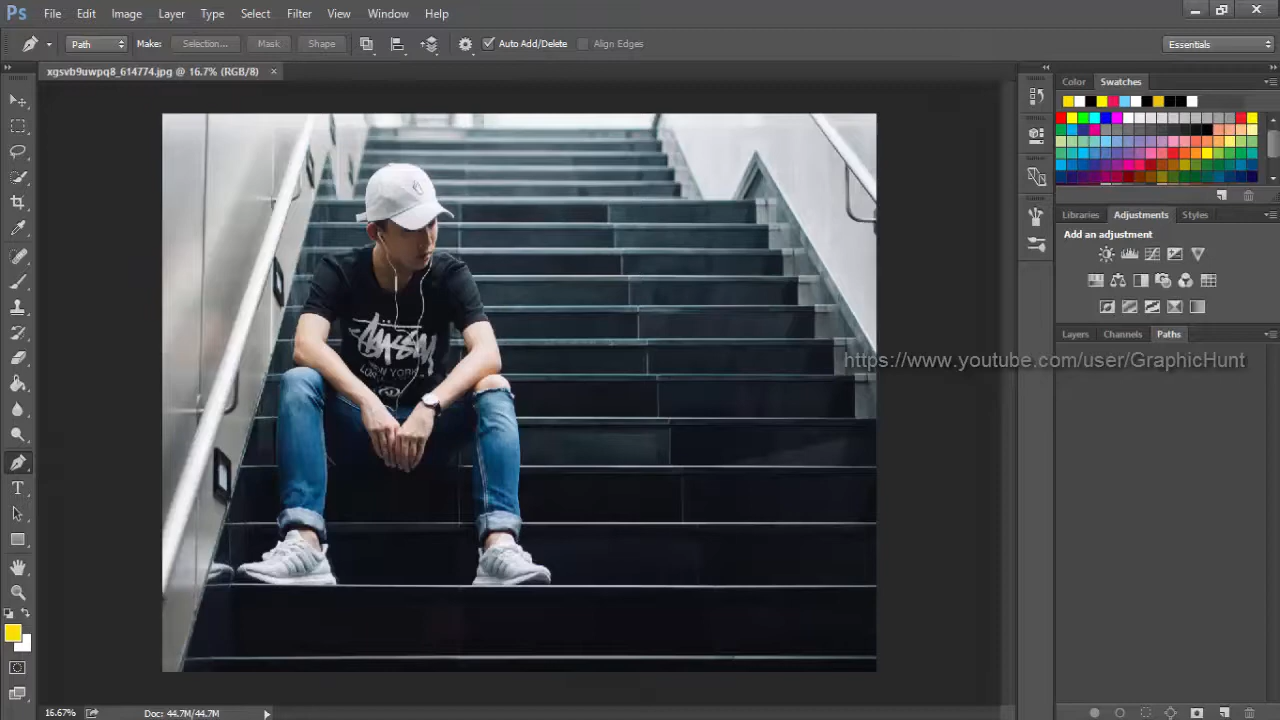 Ps File Edit Image Layer Type Select Filter View Window Help
Path Make: Selection... Mask Shape Auto Add/Delete Align Edges Essentials
xgsvb9uwpq8_614774.jpg @ 16.7% (RGB/8) ×
Color Swatches
Libraries Adjustments Styles
Add an adjustment
Layers Channels Paths
https://www.youtube.com/user/GraphicHunt
NEW YORK
T
16.67% Doc: 44.7M/44.7M